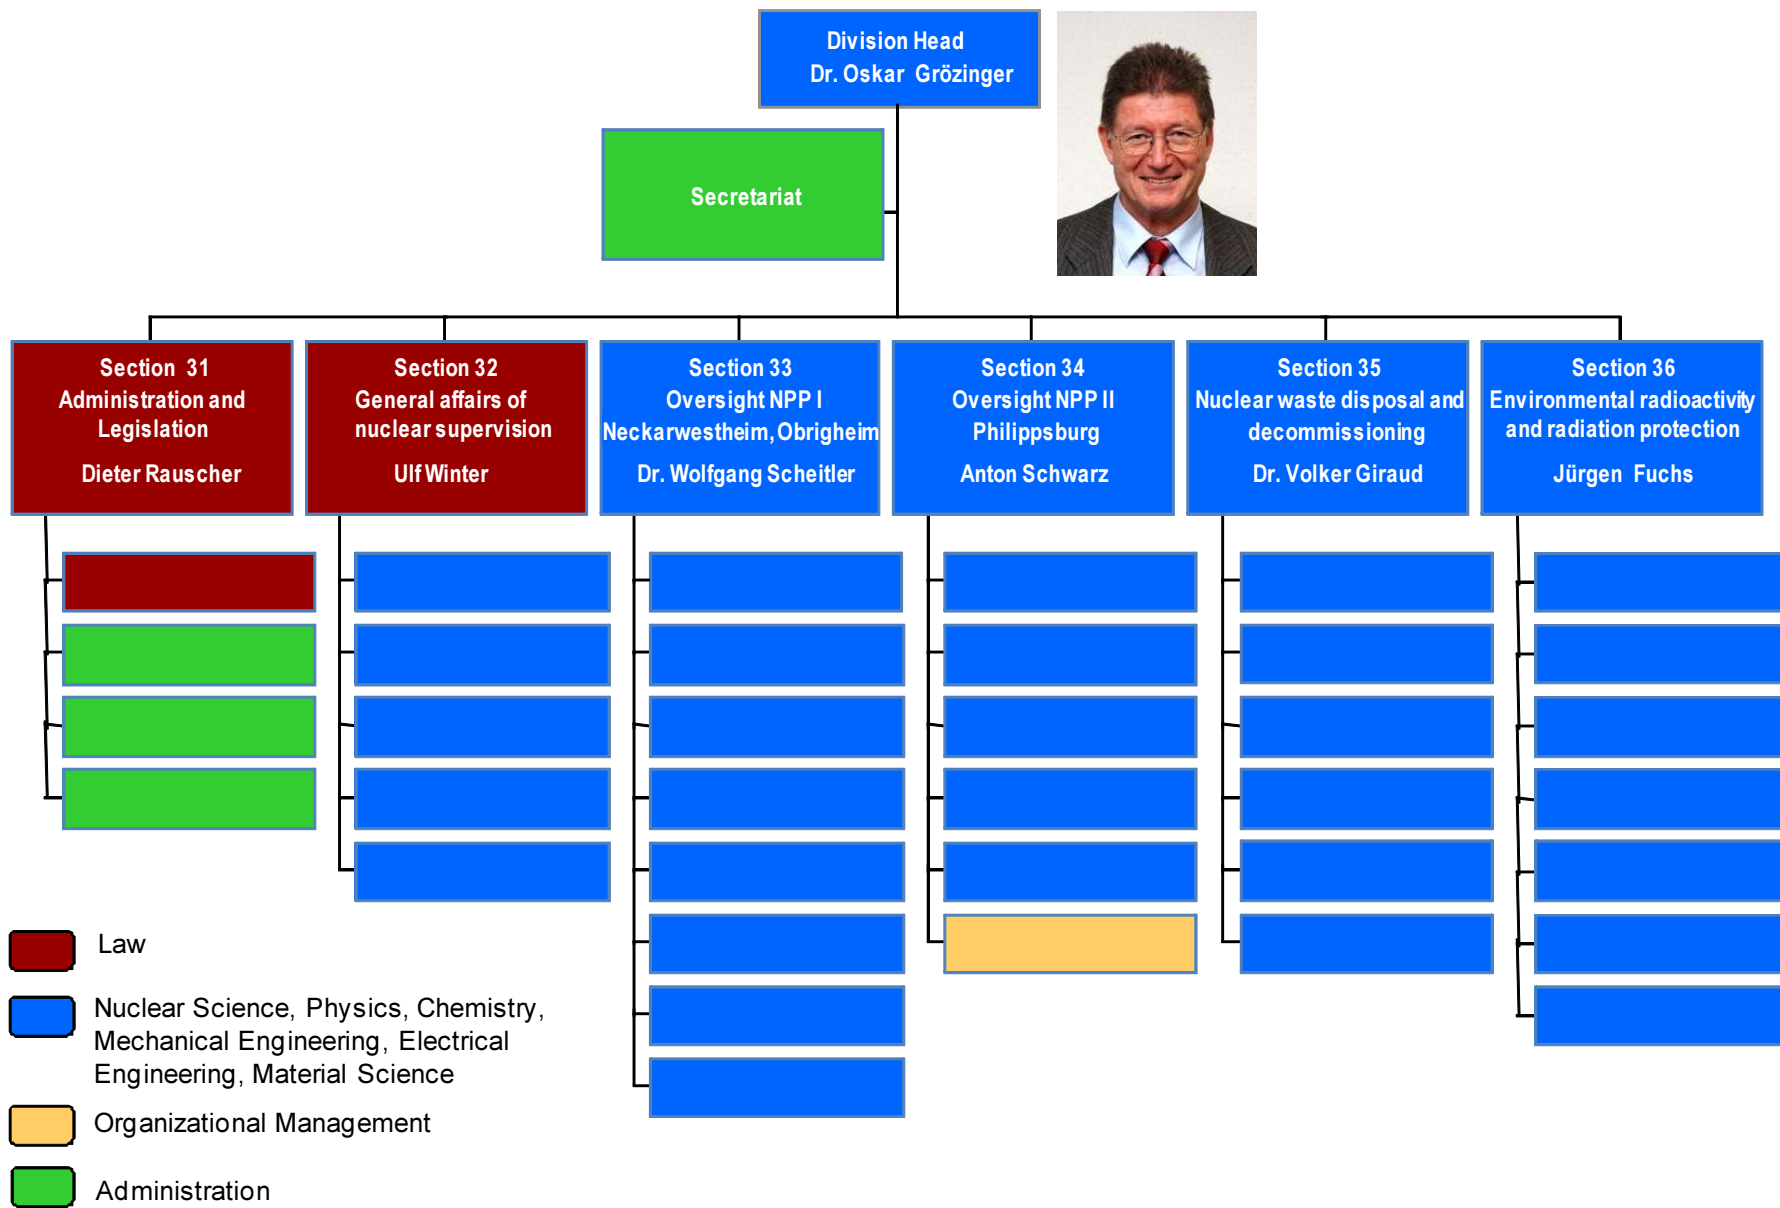 Division Head
Dr. Oskar Grözinger
Secretariat
Section 31
Administration and
Legislation
Dieter Rauscher
Section 32
General affairs of
nuclear supervision
Ulf Winter
Section 33
Oversight NPP I
Neckarwestheim, Obrigheim
Dr. Wolfgang Scheitler
Section 34
Oversight NPP II
Philippsburg
Anton Schwarz
Section 35
Nuclear waste disposal and
decommissioning
Dr. Volker Giraud
Section 36
Environmental radioactivity
and radiation protection
Jürgen Fuchs
Law
Nuclear Science, Physics, Chemistry,
Mechanical Engineering, Electrical
Engineering, Material Science
Organizational Management
Administration